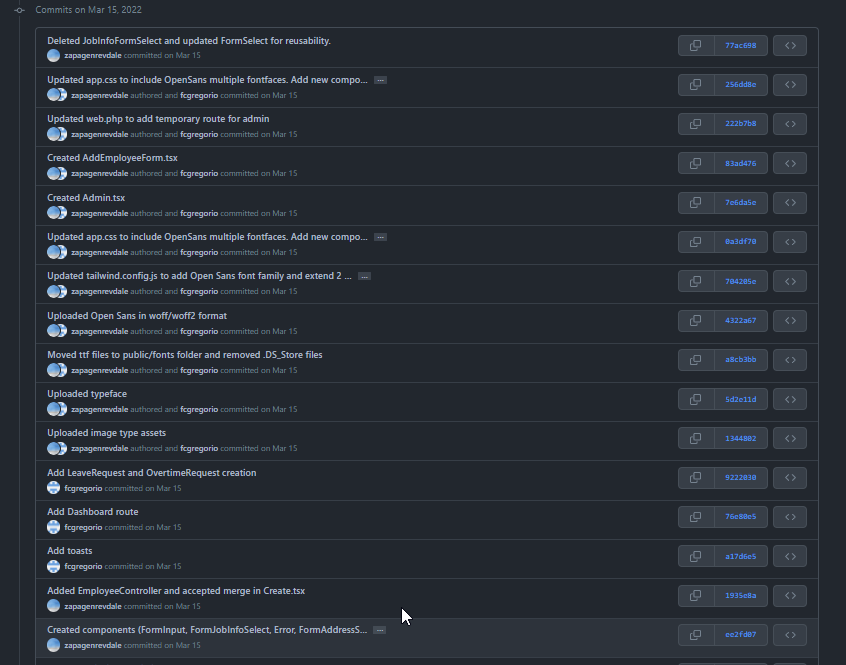 Commits on Mar 15, 2022
Deleted JobInfoFormSelect and updated FormSelect for reusability.
zapagenrevdale committed on Mar 15
77ac698
Updated app.css to include OpenSans multiple fontfaces. Add new compo... …
zapagenrevdale authored and fcgregorio committed on Mar 15
256dd8e
Updated web.php to add temporary route for admin
zapagenrevdale authored and fcgregorio committed on Mar 15
222b7b8
Created AddEmployeeForm.tsx
zapagenrevdale authored and fcgregorio committed on Mar 15
83ad476
Created Admin.tsx
zapagenrevdale authored and fcgregorio committed on Mar 15
7e6da5e
Updated app.css to include OpenSans multiple fontfaces. Add new compo... …
zapagenrevdale authored and fcgregorio committed on Mar 15
0a3df70
Updated tailwind.config.js to add Open Sans font family and extend 2 ... …
zapagenrevdale authored and fcgregorio committed on Mar 15
704205e
Uploaded Open Sans in woff/woff2 format
zapagenrevdale authored and fcgregorio committed on Mar 15
4322a67
Moved ttf files to public/fonts folder and removed .DS_Store files
zapagenrevdale authored and fcgregorio committed on Mar 15
a8cb3bb
Uploaded typeface
zapagenrevdale authored and fcgregorio committed on Mar 15
5d2e11d
Uploaded image type assets
zapagenrevdale authored and fcgregorio committed on Mar 15
1344802
Add LeaveRequest and OvertimeRequest creation
fcgregorio committed on Mar 15
9222030
Add Dashboard route
fcgregorio committed on Mar 15
76e80e5
Add toasts
fcgregorio committed on Mar 15
a17d6e5
Added EmployeeController and accepted merge in Create.tsx
zapagenrevdale committed on Mar 15
1935e8a
Created components (FormInput, FormJobInfoSelect, Error, FormAddressS... …
zapagenrevdale committed on Mar 15
ee2fd07